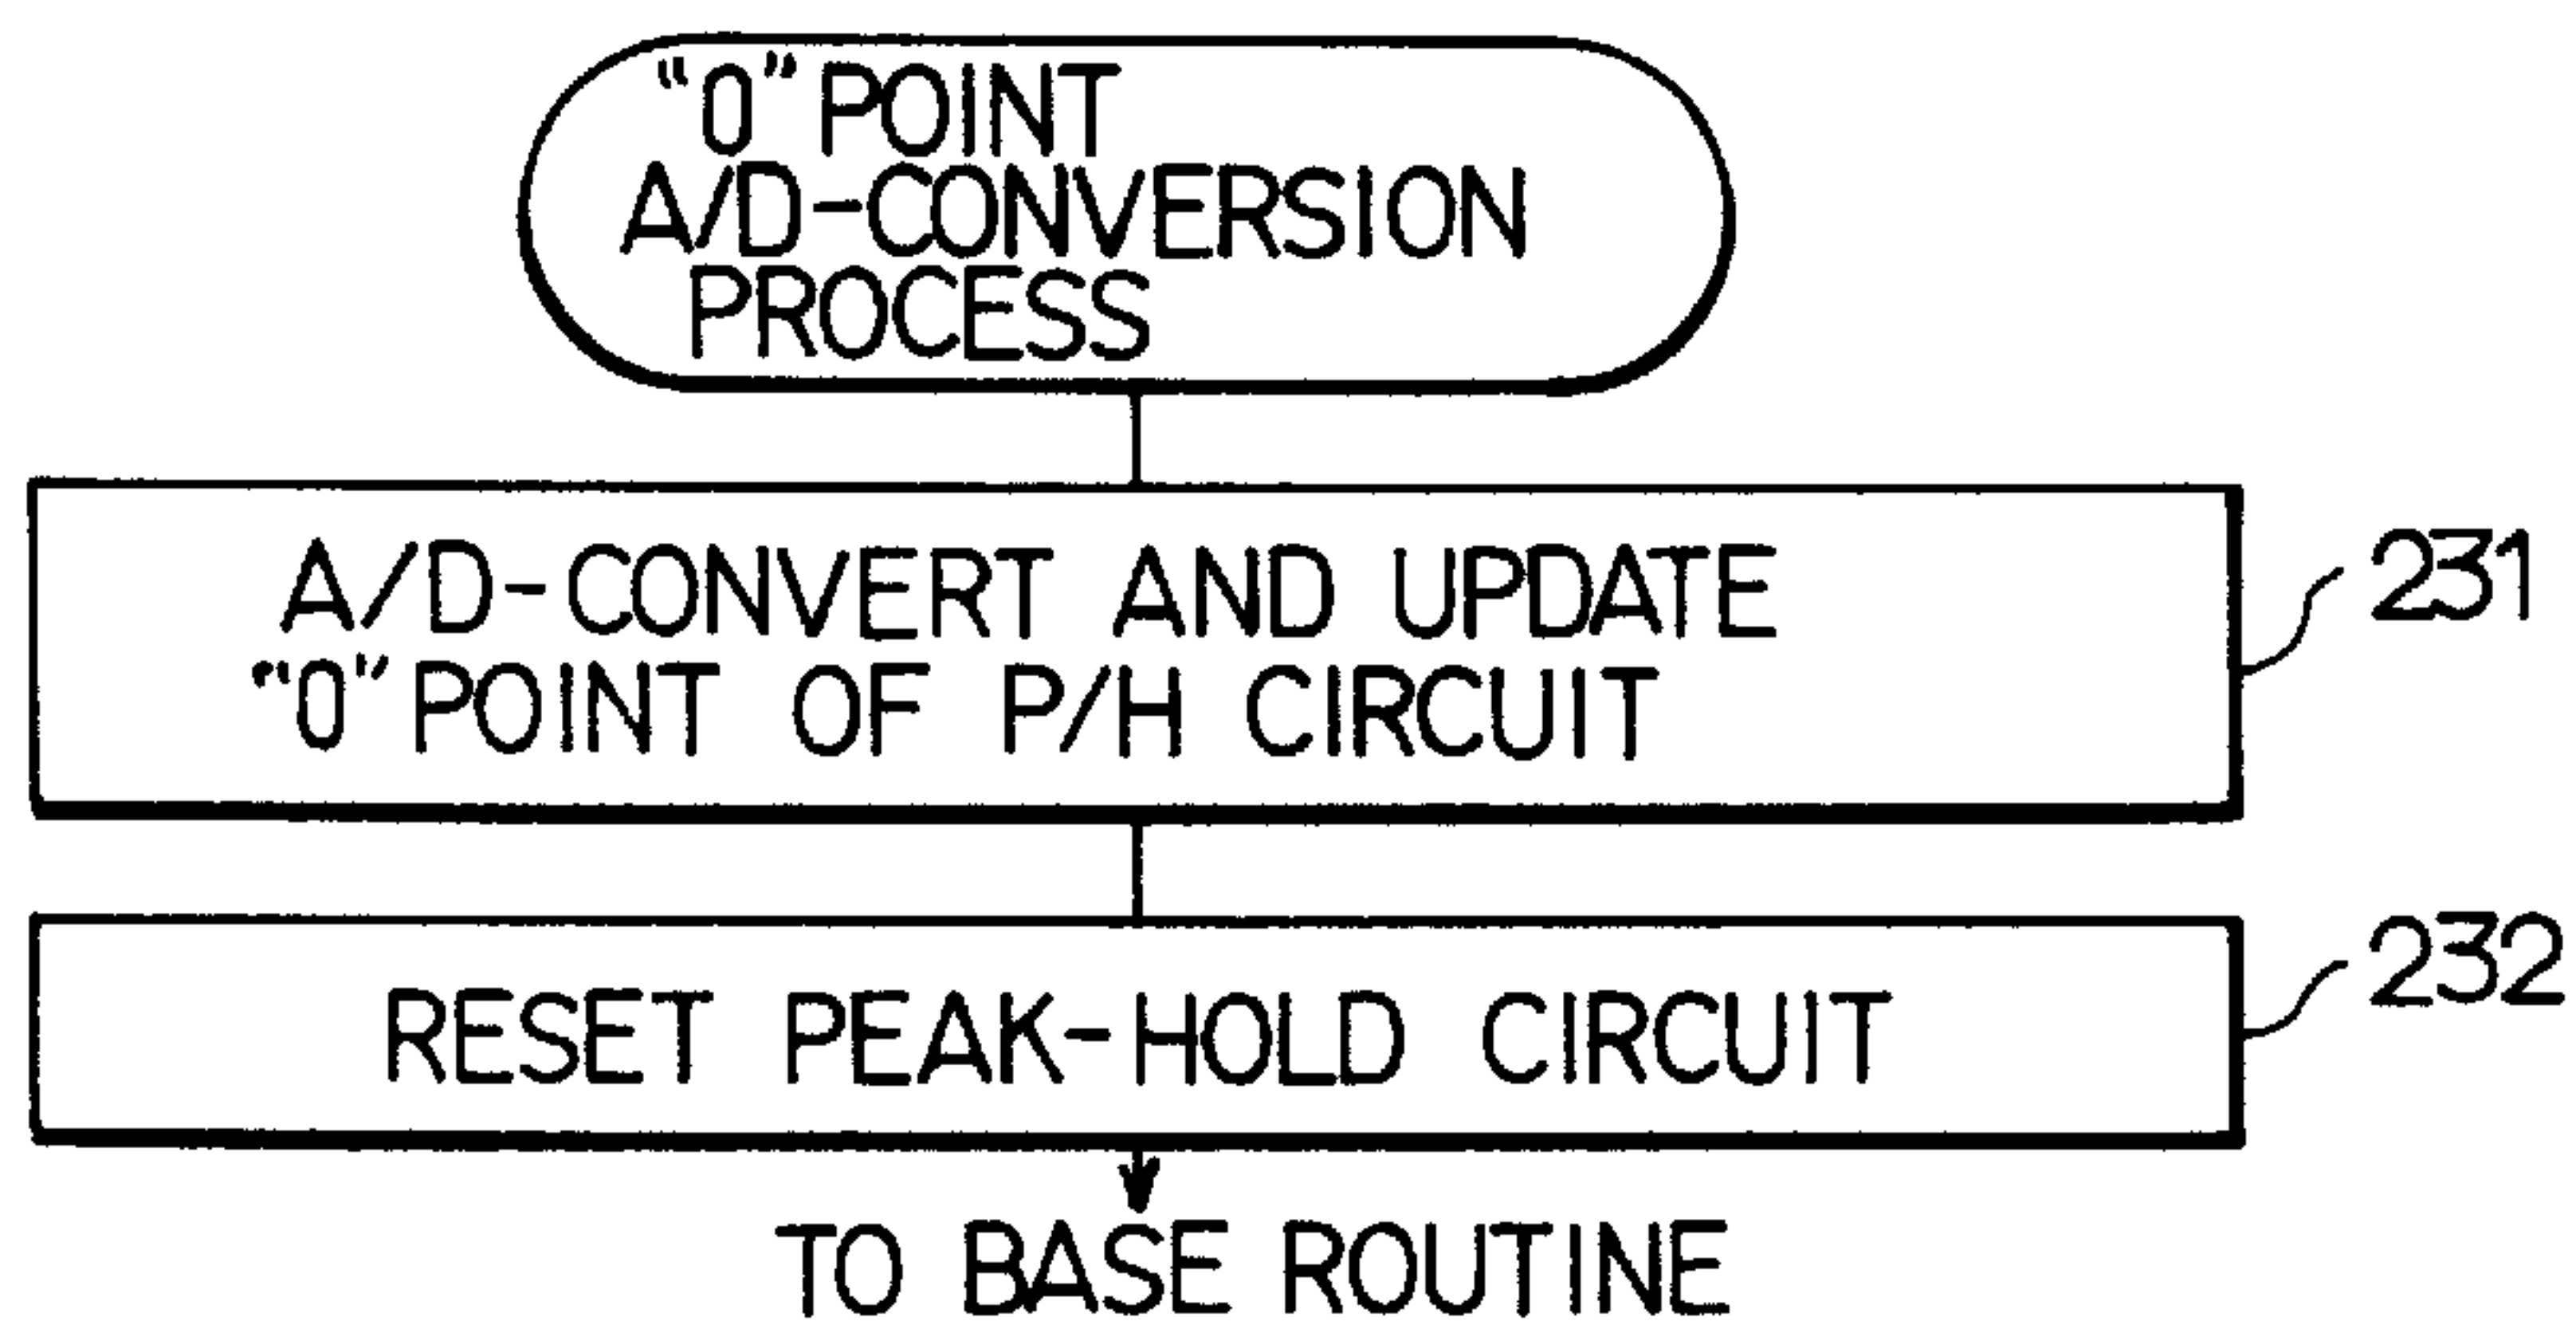 “0” POINT
A/D-CONVERSION
PROCESS
A/D-CONVERT AND UPDATE
“0” POINT OF P/H CIRCUIT
231
RESET PEAK-HOLD CIRCUIT
232
TO BASE ROUTINE